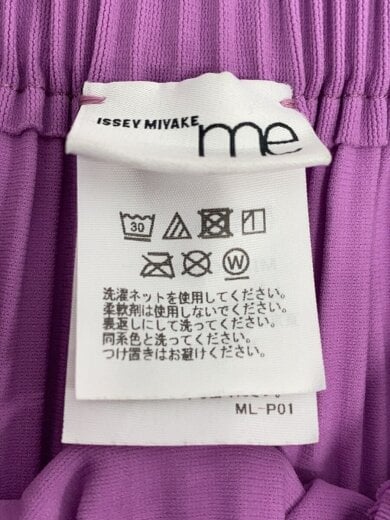 ISSEY MIYAKE me
30
W
洗濯ネットを使用してください。
柔軟剤は使用しないでください。
裏返しにして洗ってください。
同系色と洗ってください。
つけ置きはお避けください。
ML-P01